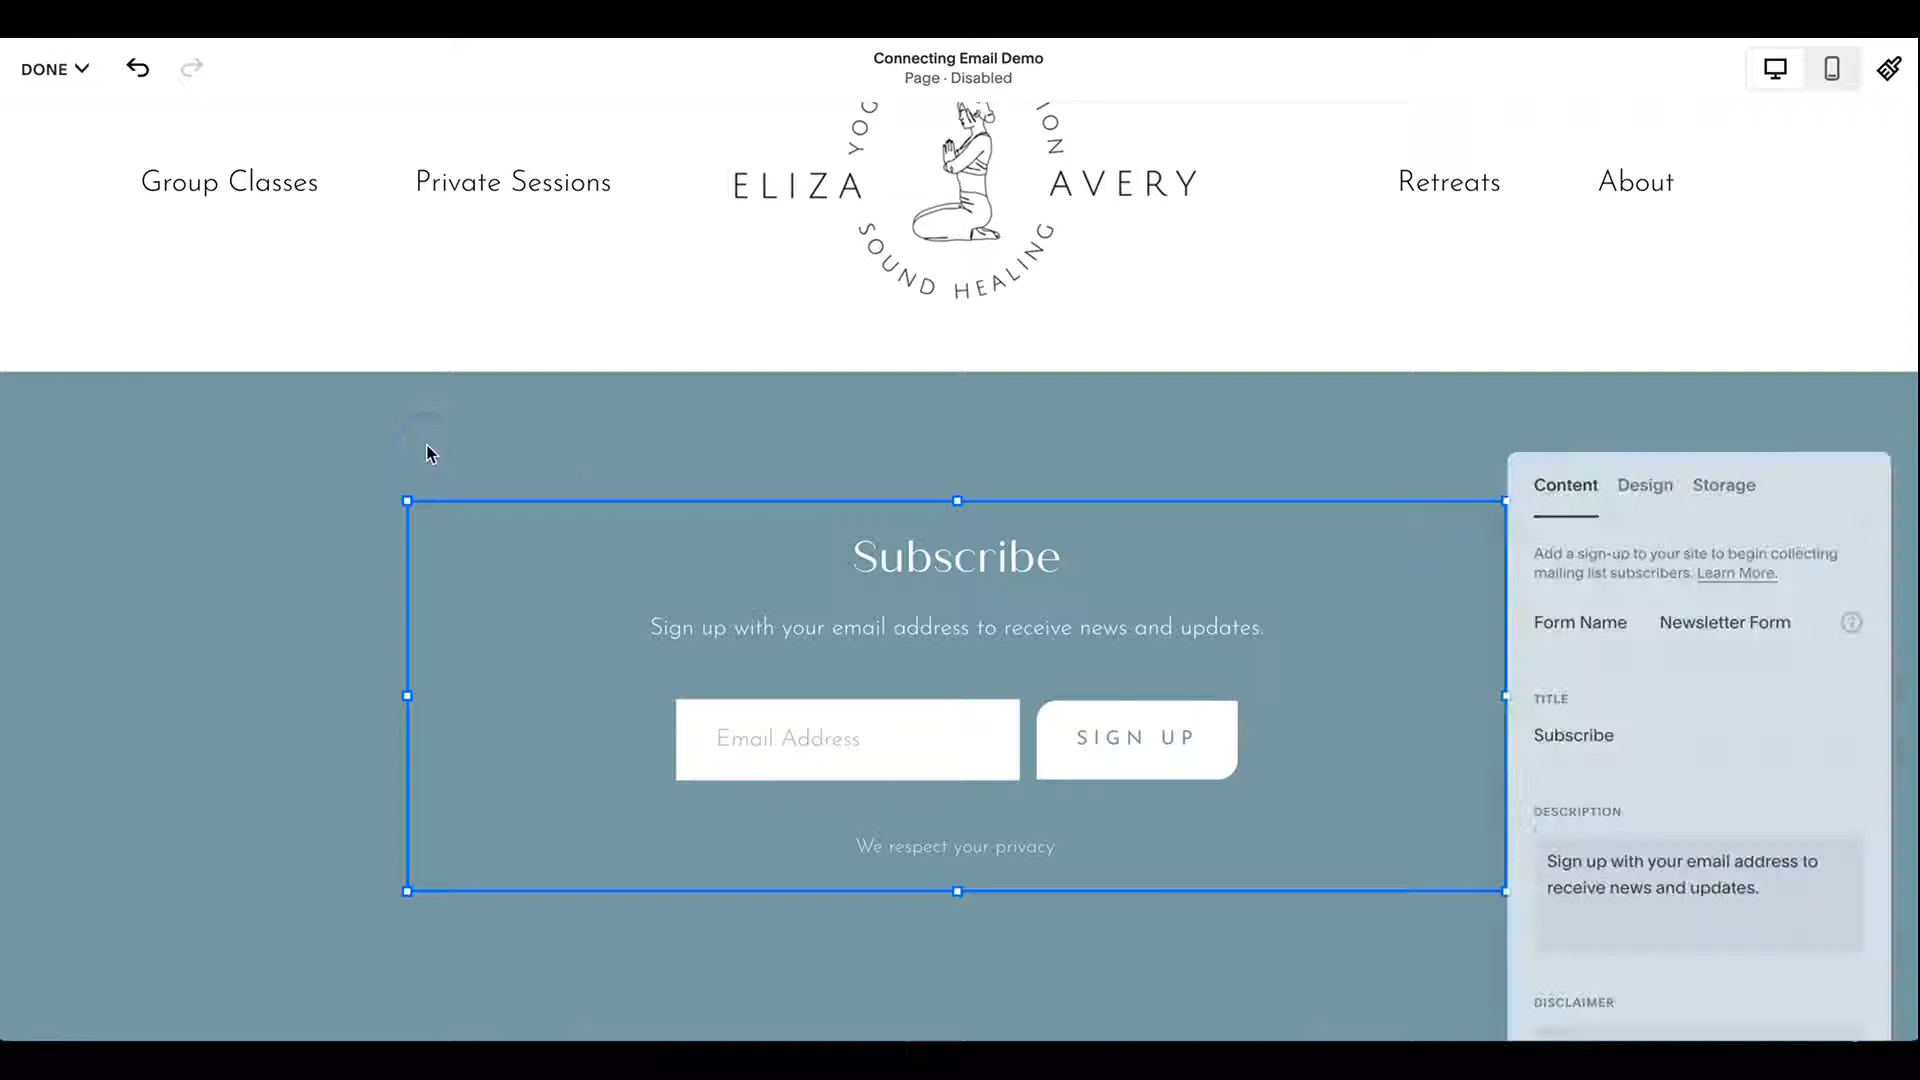 DONE
Connecting Email Demo
Page · Disabled
Group Classes
Private Sessions
ELIZA
YOG
ION
AVERY
SOUND HEALING
Retreats
About
Subscribe
Sign up with your email address to receive news and updates.
Email Address
SIGN UP
We respect your privacy
Content
Design
Storage
Add a sign-up to your site to begin collecting
mailing list subscribers. Learn More.
Form Name
Newsletter Form
?
TITLE
Subscribe
DESCRIPTION
Sign up with your email address to
receive news and updates.
DISCLAIMER